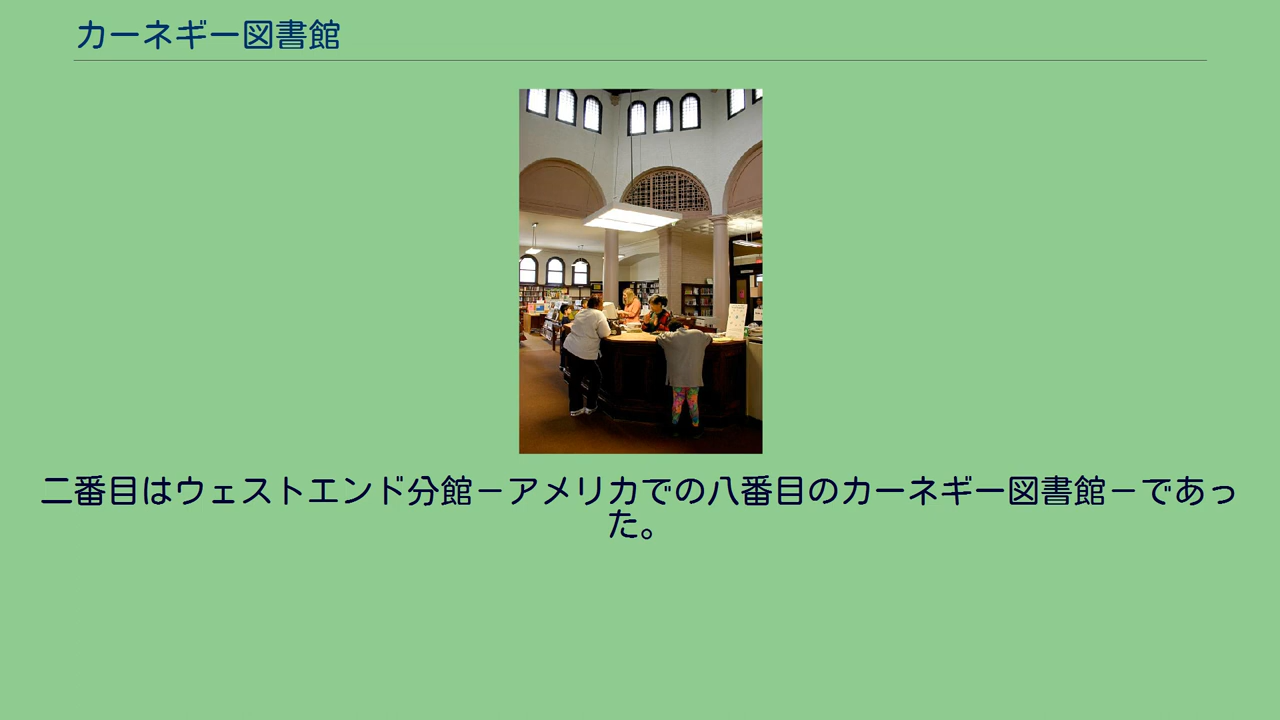 カーネギー図書館
二番目はウェストエンド分館－アメリカでの八番目のカーネギー図書館－であっ
た。